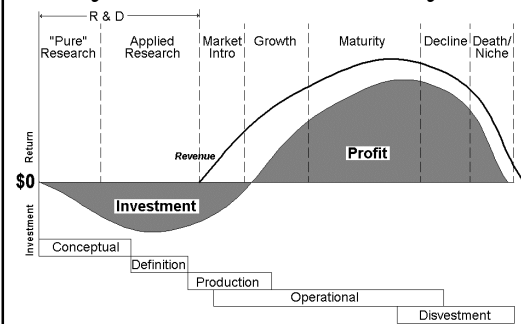 R & D
"Pure" Research
Applied Research
Market Intro
Growth
Maturity
Decline
Death/ Niche
Return
Revenue
Profit
$0
Investment
Investment
Conceptual
Definition
Production
Operational
Disvestment